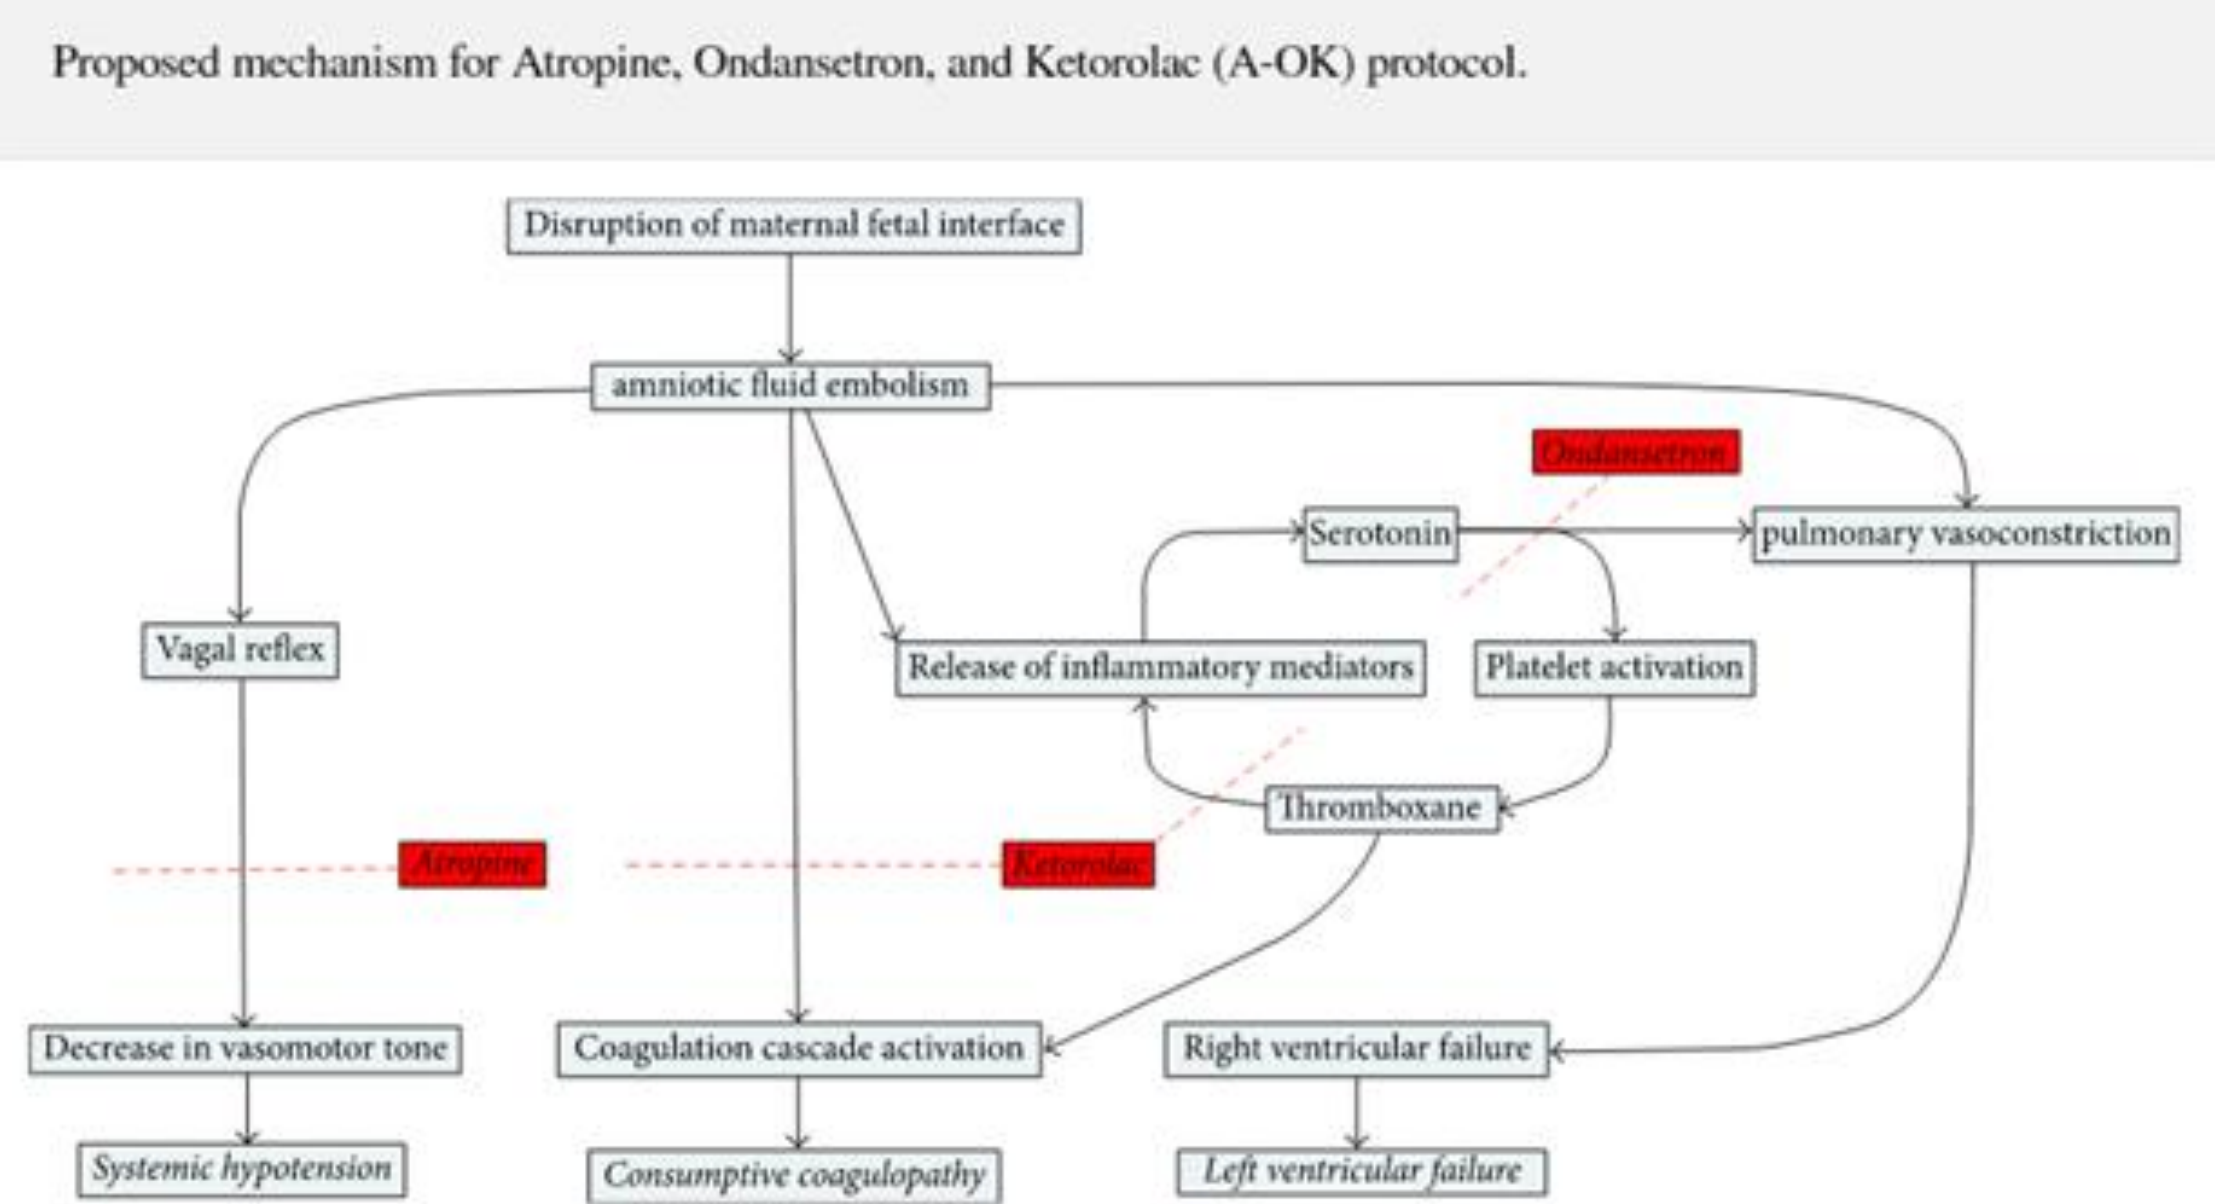 Proposed mechanism for Atropine, Ondansetron, and Ketorolac (A-OK) protocol.
Disruption of maternal fetal interface
amniotic fluid embolism
Ondansetron
Serotonin
pulmonary vasoconstriction
Vagal reflex
Release of inflammatory mediators
Platelet activation
Thromboxane
Atropine
Ketorolac
Decrease in vasomotor tone
Coagulation cascade activation
Right ventricular failure
Systemic hypotension
Consumptive coagulopathy
Left ventricular failure